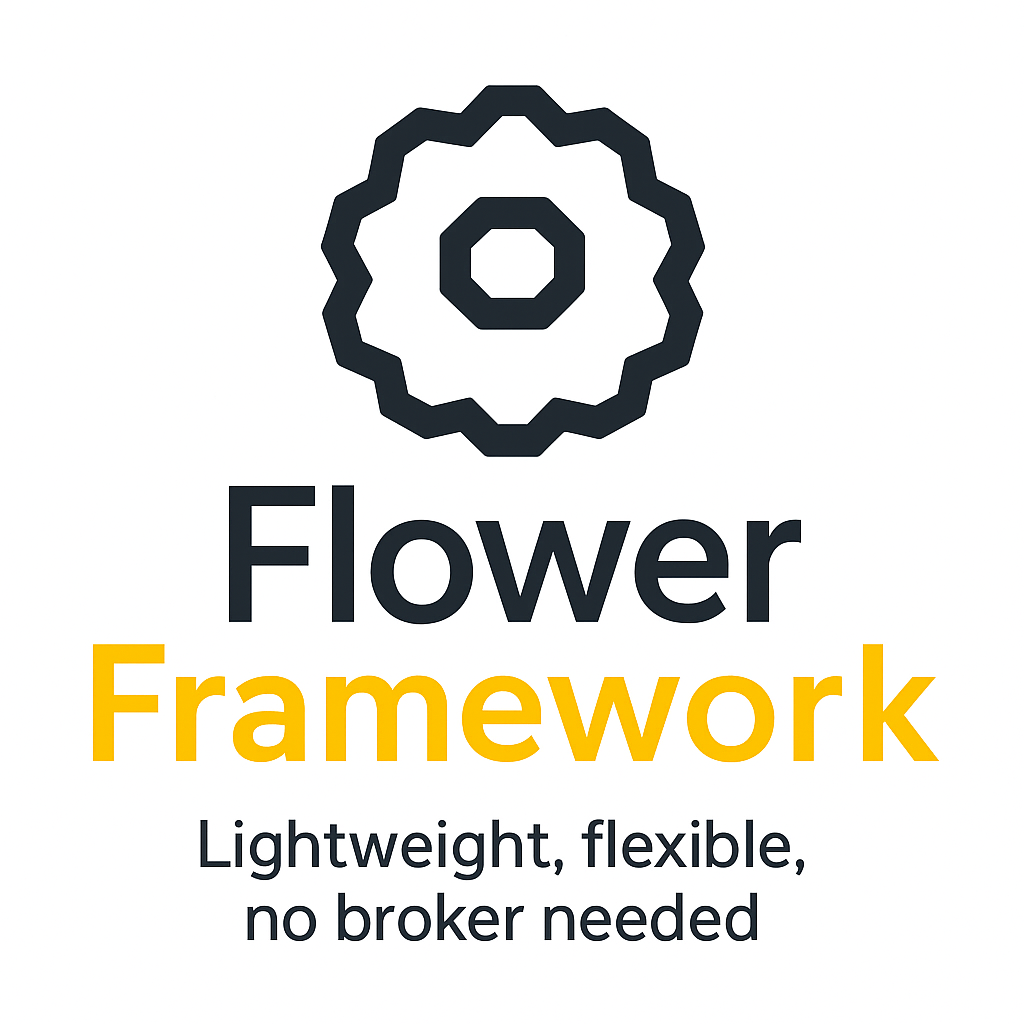 Flower
Framework
Lightweight, flexible,
no broker needed